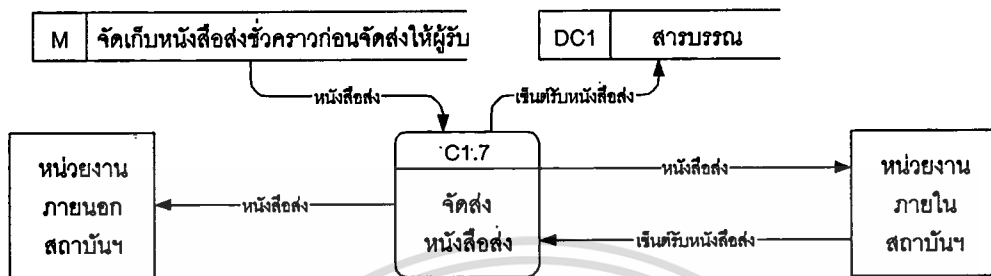 M จัดเก็บหนังสือส่งชั่วคราวก่อนจัดส่งให้ผู้รับ
DC1 สารบรรณ
หนังสือส่ง
เซ็นต์รับหนังสือส่ง
หน่วยงาน
ภายนอก
สถาบันฯ
หนังสือส่ง
C1.7
จัดส่ง
หนังสือส่ง
หนังสือส่ง
เซ็นต์รับหนังสือส่ง
หน่วยงาน
ภายใน
สถาบันฯ